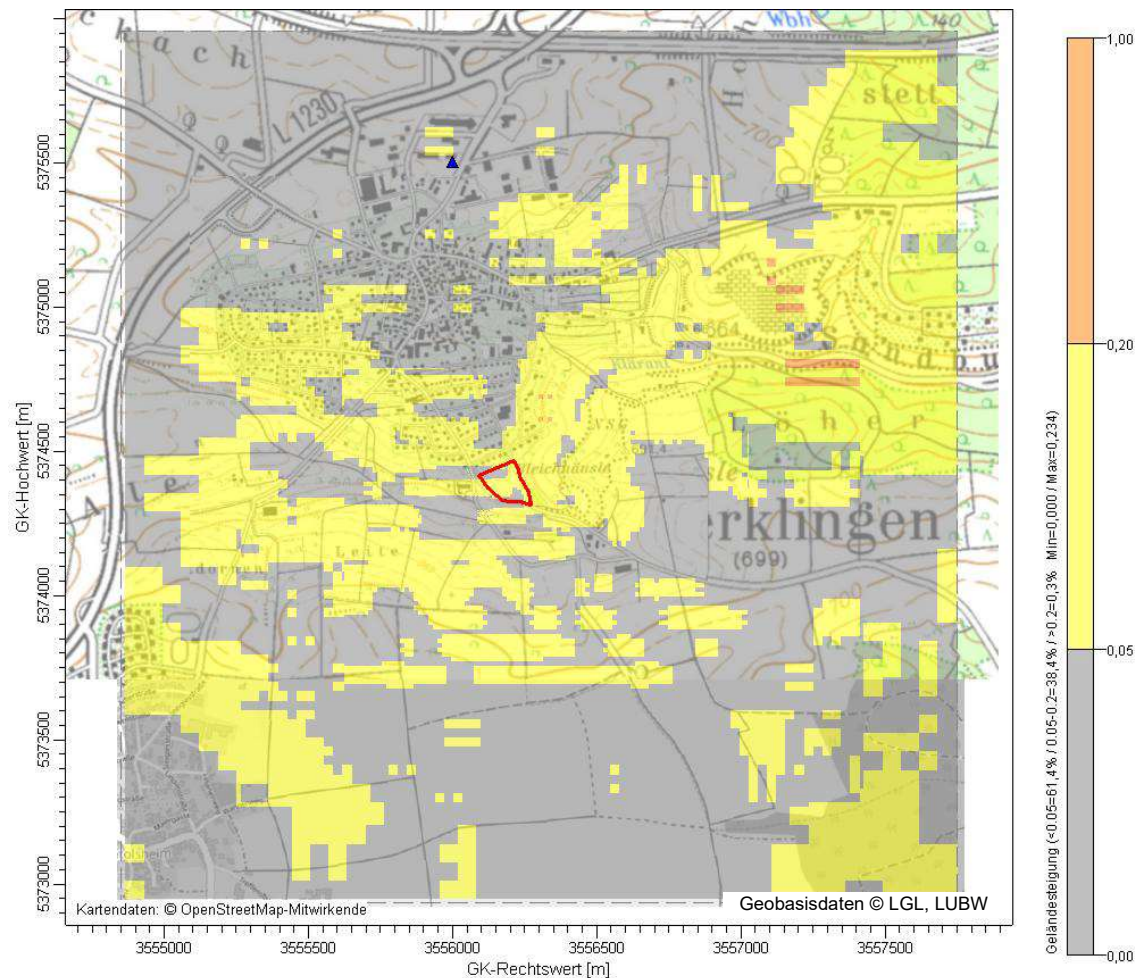 k a c h
Wbh
140
L 1230
H o
700
stett
664
S a n d b u
Kläranl
L ö h e r
NSG
A l e
erklingen
(699)
L e i t e
d o r n e n
700
Kartendaten: © OpenStreetMap-Mitwirkende
Geobasisdaten © LGL, LUBW
GK-Hochwert [m]
5375500
5375000
5374500
5374000
5373500
5373000
3555000
3555500
3556000
3556500
3557000
3557500
GK-Rechtswert [m]
1,00
0,20
0,05
0,00
Geländesteigung (<0.05=61,4% / 0.05-0.2=38,4% / >0.2=0,3% Min=0,000 / Max=0,234)